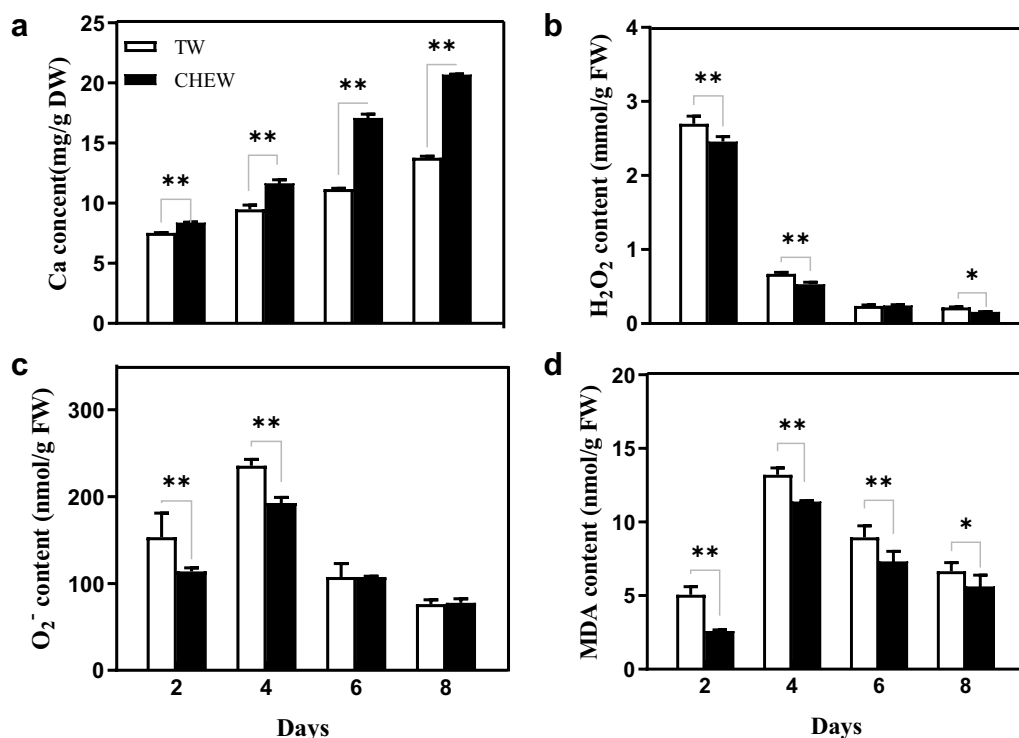 a
25
20
15
10
5
0
Ca concent(mg/g DW)
TW
CHEW
**
**
**
**
b
4
3
2
1
0
H₂O₂ content (mmol/g FW)
**
**
*
c
300
200
100
0
O₂⁻ content (nmol/g FW)
**
**
2 4 6 8
Days
d
20
15
10
5
0
MDA content (nmol/g FW)
**
**
**
*
2 4 6 8
Days